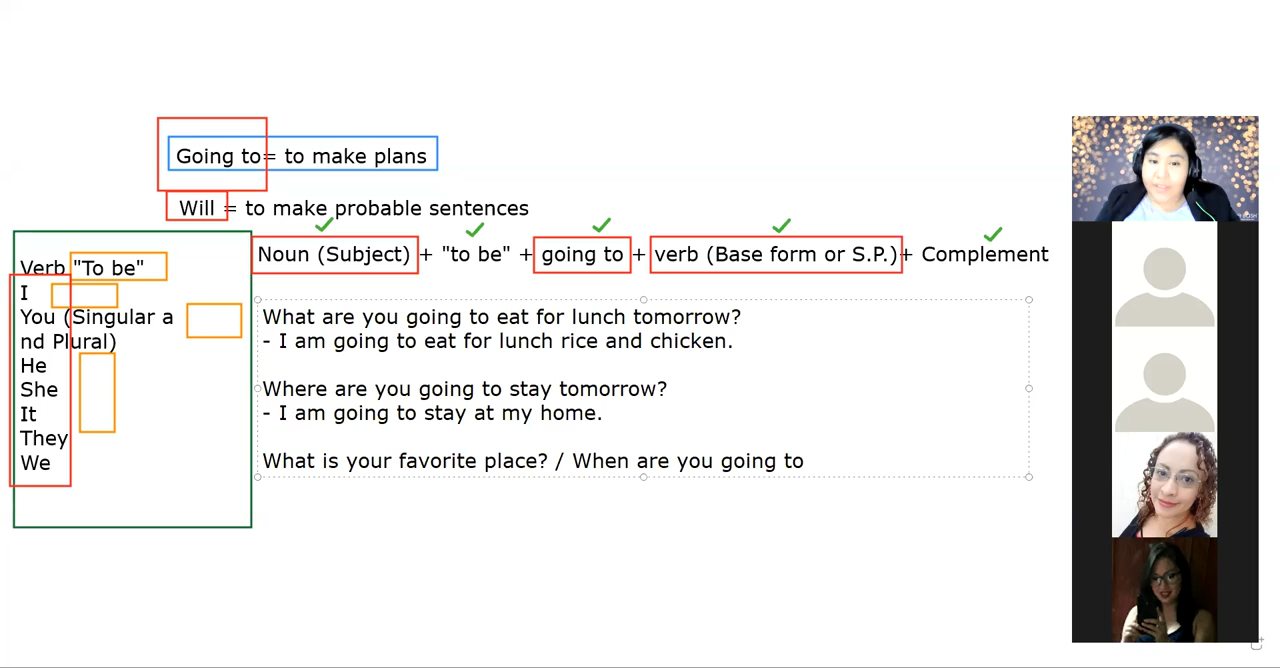 Going to= to make plans
Will = to make probable sentences
Noun (Subject) + "to be" + going to + verb (Base form or S.P.)+ Complement
Verb "To be"
I
You (Singular a
nd Plural)
He
She
It
They
We
What are you going to eat for lunch tomorrow?
- I am going to eat for lunch rice and chicken.
Where are you going to stay tomorrow?
- I am going to stay at my home.
What is your favorite place? / When are you going to